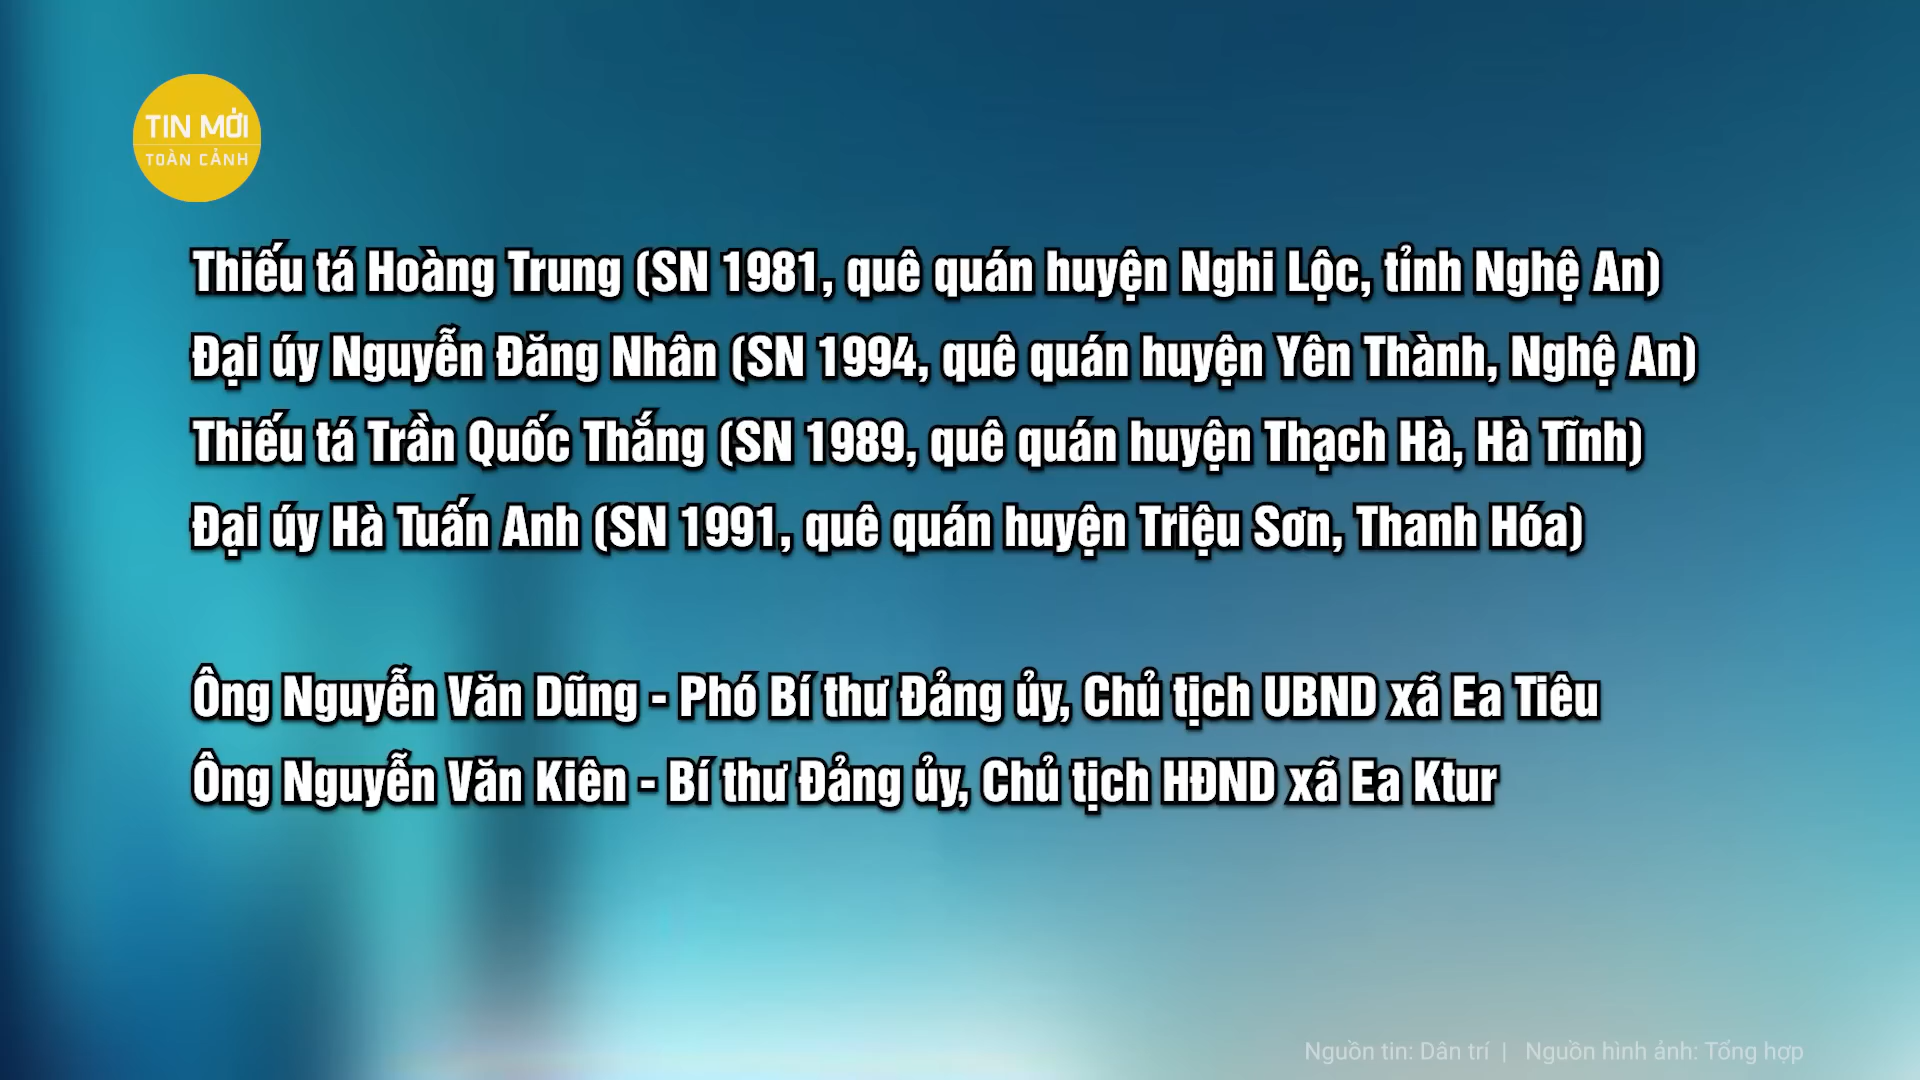 TIN MỚI
TOÀN CẢNH
Thiếu tá Hoàng Trung (SN 1981, quê quán huyện Nghi Lộc, tỉnh Nghệ An)
Đại úy Nguyễn Đăng Nhân (SN 1994, quê quán huyện Yên Thành, Nghệ An)
Thiếu tá Trần Quốc Thắng (SN 1989, quê quán huyện Thạch Hà, Hà Tĩnh)
Đại úy Hà Tuấn Anh (SN 1991, quê quán huyện Triệu Sơn, Thanh Hóa)
Ông Nguyễn Văn Dũng - Phó Bí thư Đảng ủy, Chủ tịch UBND xã Ea Tiêu
Ông Nguyễn Văn Kiên - Bí thư Đảng ủy, Chủ tịch HĐND xã Ea Ktur
Nguồn tin: Dân trí | Nguồn hình ảnh: Tổng hợp